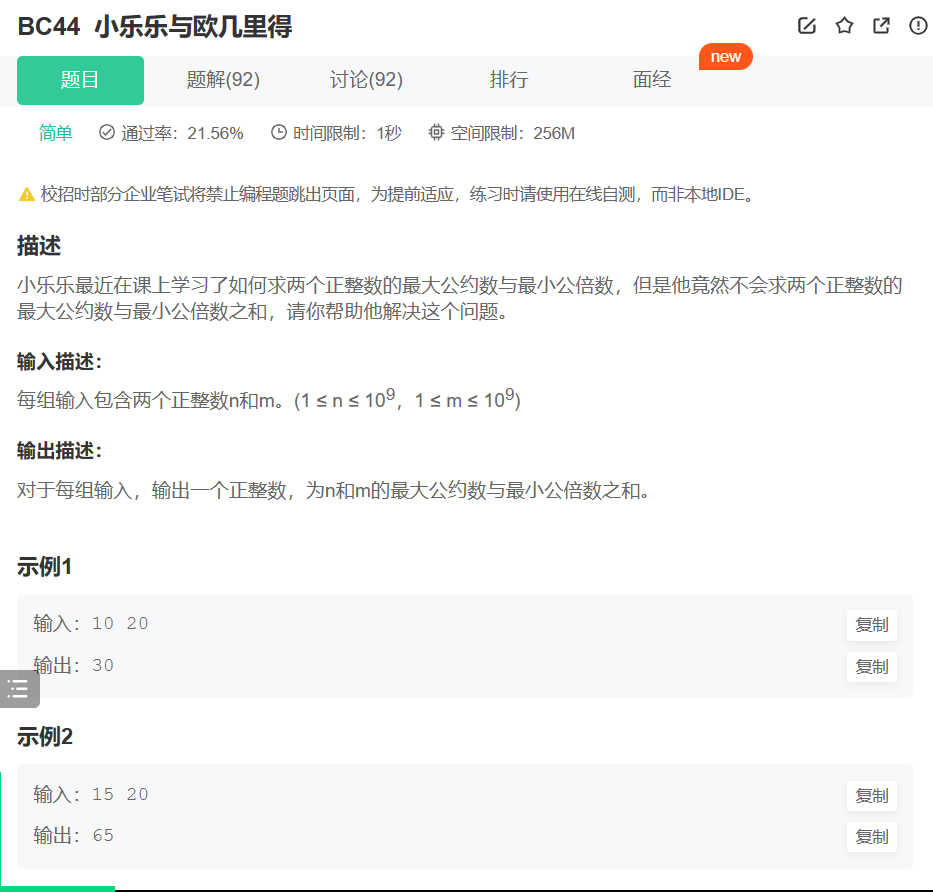 BC44 小乐乐与欧几里得
new
题目 题解(92) 讨论(92) 排行 面经
简单 通过率：21.56% 时间限制：1秒 空间限制：256M
校招时部分企业笔试将禁止编程题跳出页面，为提前适应，练习时请使用在线自测，而非本地IDE。
描述
小乐乐最近在课上学习了如何求两个正整数的最大公约数与最小公倍数，但是他竟然不会求两个正整数的
最大公约数与最小公倍数之和，请你帮助他解决这个问题。
输入描述：
每组输入包含两个正整数n和m。(1 ≤ n ≤ 10⁹，1 ≤ m ≤ 10⁹)
输出描述：
对于每组输入，输出一个正整数，为n和m的最大公约数与最小公倍数之和。
示例1
输入：10 20 复制
输出：30 复制
示例2
输入：15 20 复制
输出：65 复制